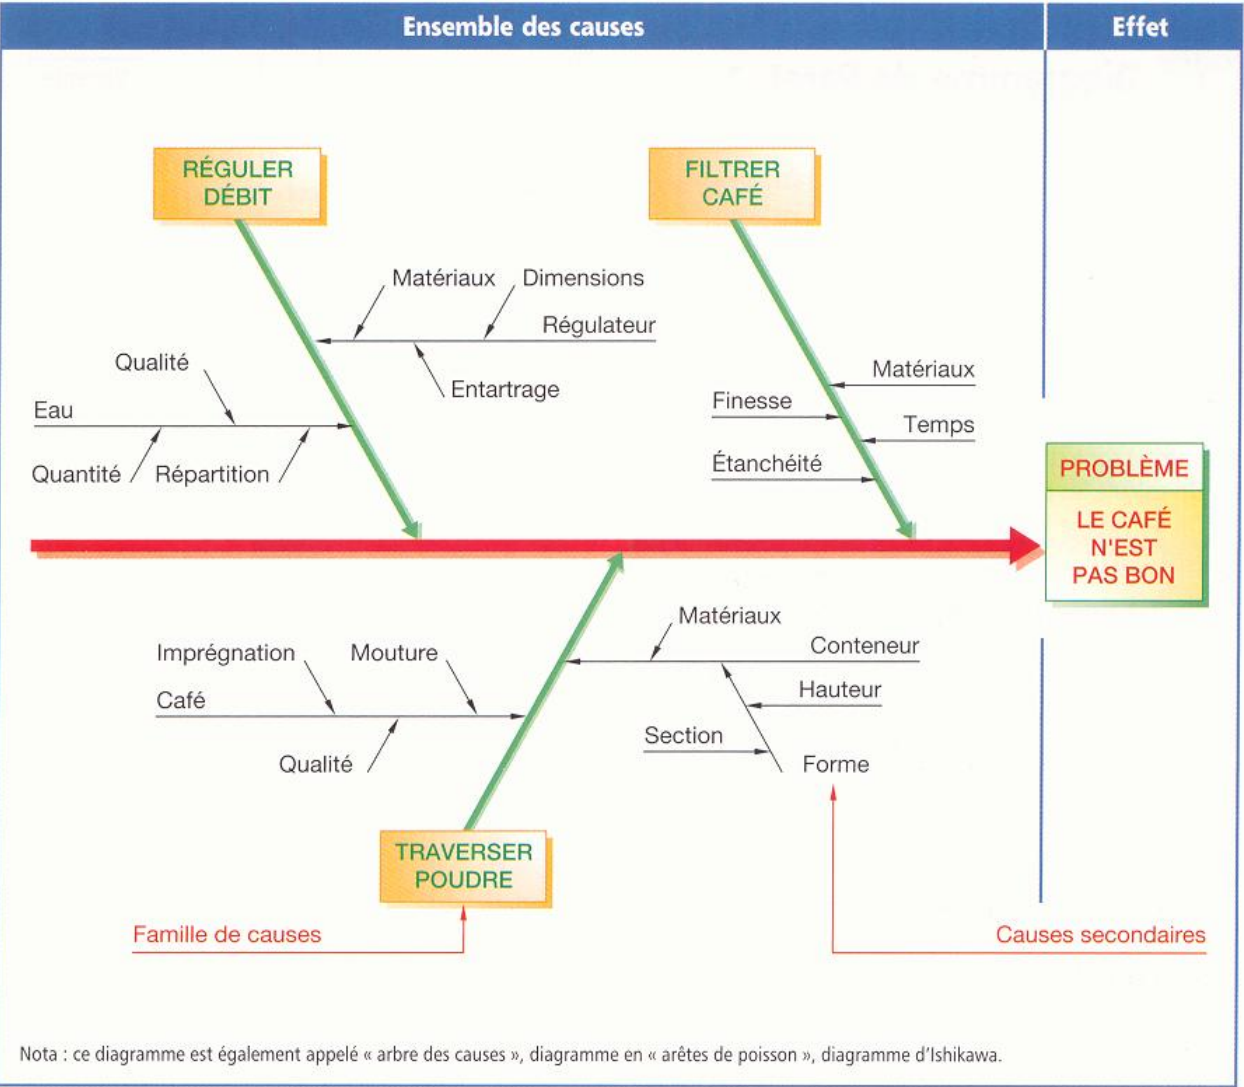 Ensemble des causes
Effet
RÉGULER
DÉBIT
FILTRER
CAFÉ
Matériaux
Dimensions
Régulateur
Qualité
Entartrage
Eau
Quantité
Répartition
Matériaux
Finesse
Temps
Étanchéité
PROBLÈME
LE CAFÉ
N'EST
PAS BON
Matériaux
Conteneur
Imprégnation
Mouture
Hauteur
Café
Section
Qualité
Forme
TRAVERSER
POUDRE
Famille de causes
Causes secondaires
Nota : ce diagramme est également appelé « arbre des causes », diagramme en « arêtes de poisson », diagramme d'Ishikawa.